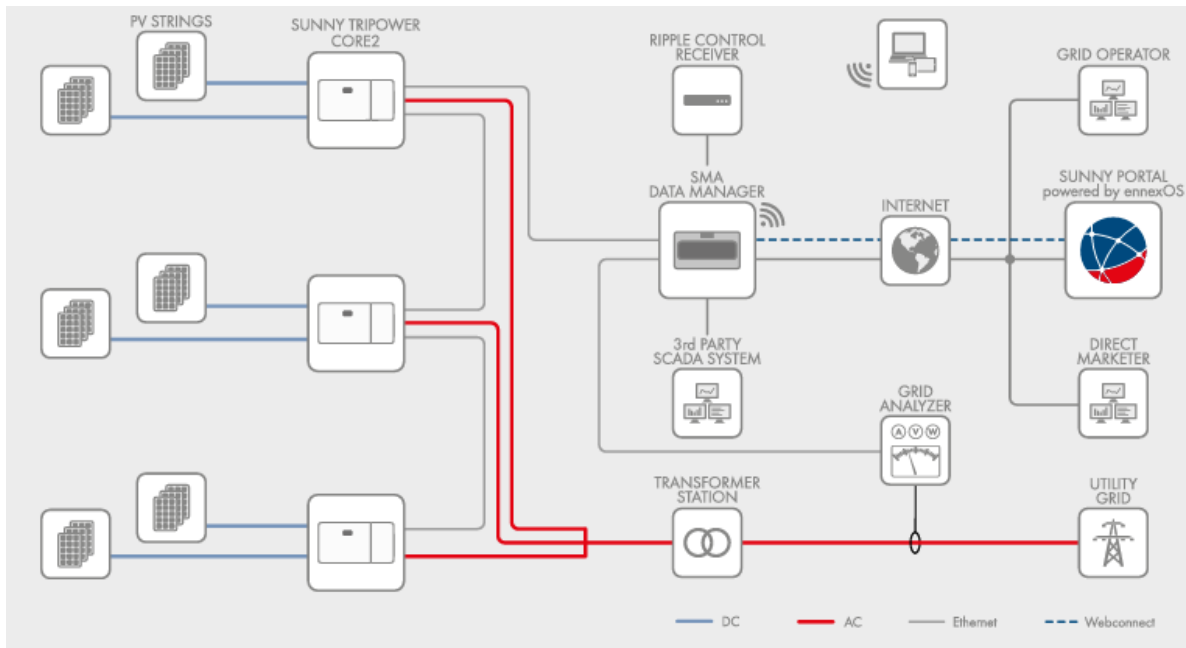 PV STRINGS
SUNNY TRIPOWER
CORE2
RIPPLE CONTROL
RECEIVER
GRID OPERATOR
SMA
DATA MANAGER
INTERNET
SUNNY PORTAL
powered by ennexOS
3rd PARTY
SCADA SYSTEM
GRID
ANALYZER
A V W
DIRECT
MARKETER
TRANSFORMER
STATION
UTILITY
GRID
DC
AC
Ethernet
Webconnect